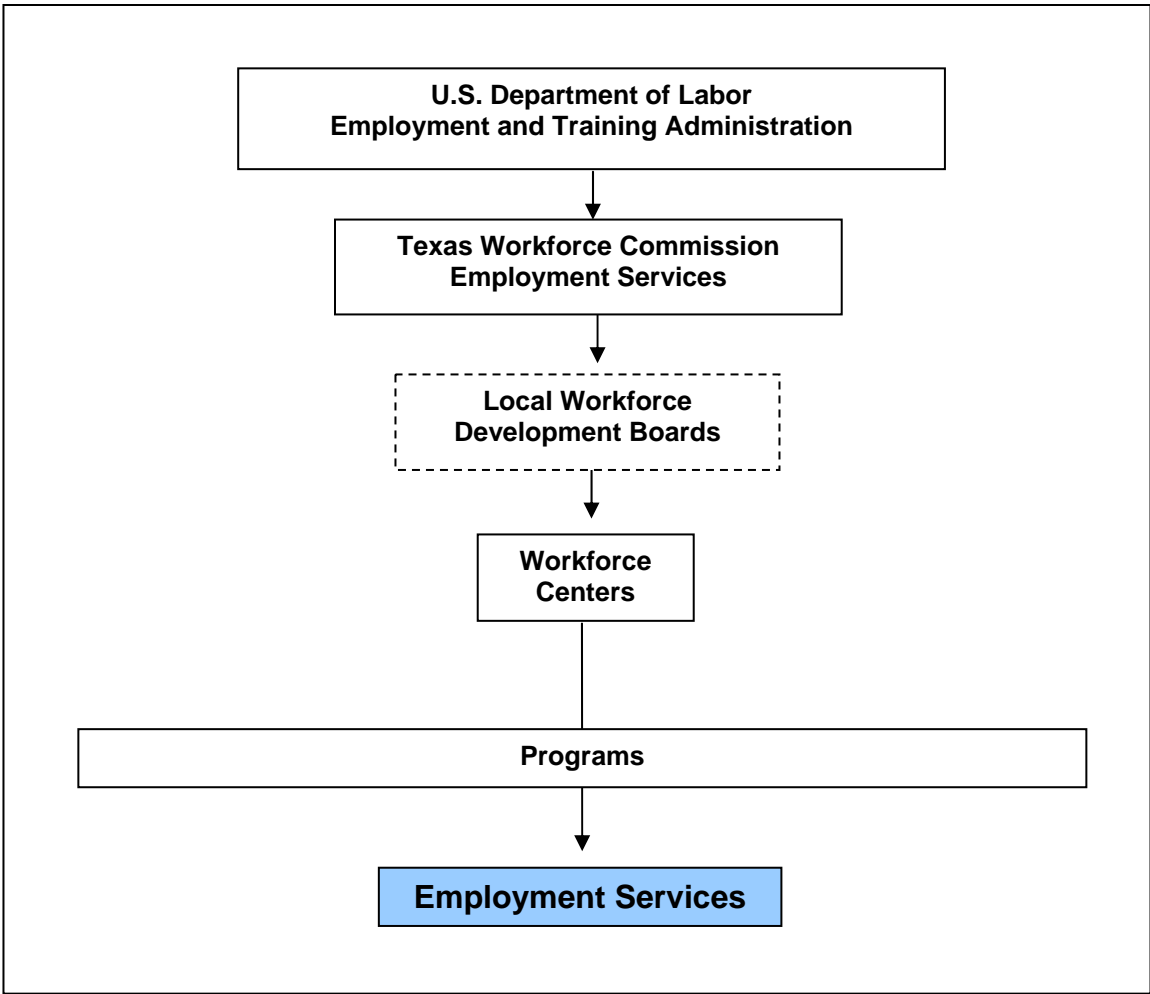 U.S. Department of Labor
Employment and Training Administration
Texas Workforce Commission
Employment Services
Local Workforce
Development Boards
Workforce
Centers
Programs
Employment Services